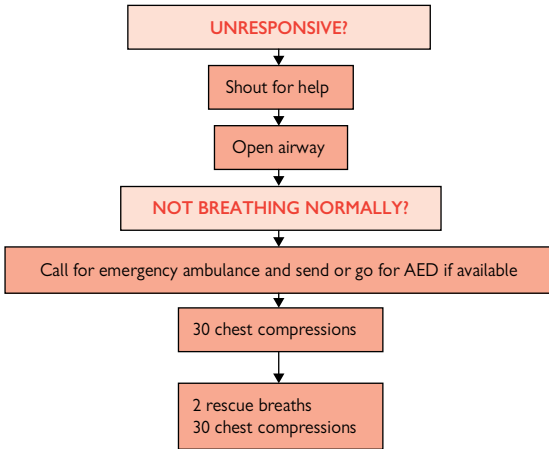 UNRESPONSIVE?
Shout for help
Open airway
NOT BREATHING NORMALLY?
Call for emergency ambulance and send or go for AED if available
30 chest compressions
2 rescue breaths
30 chest compressions